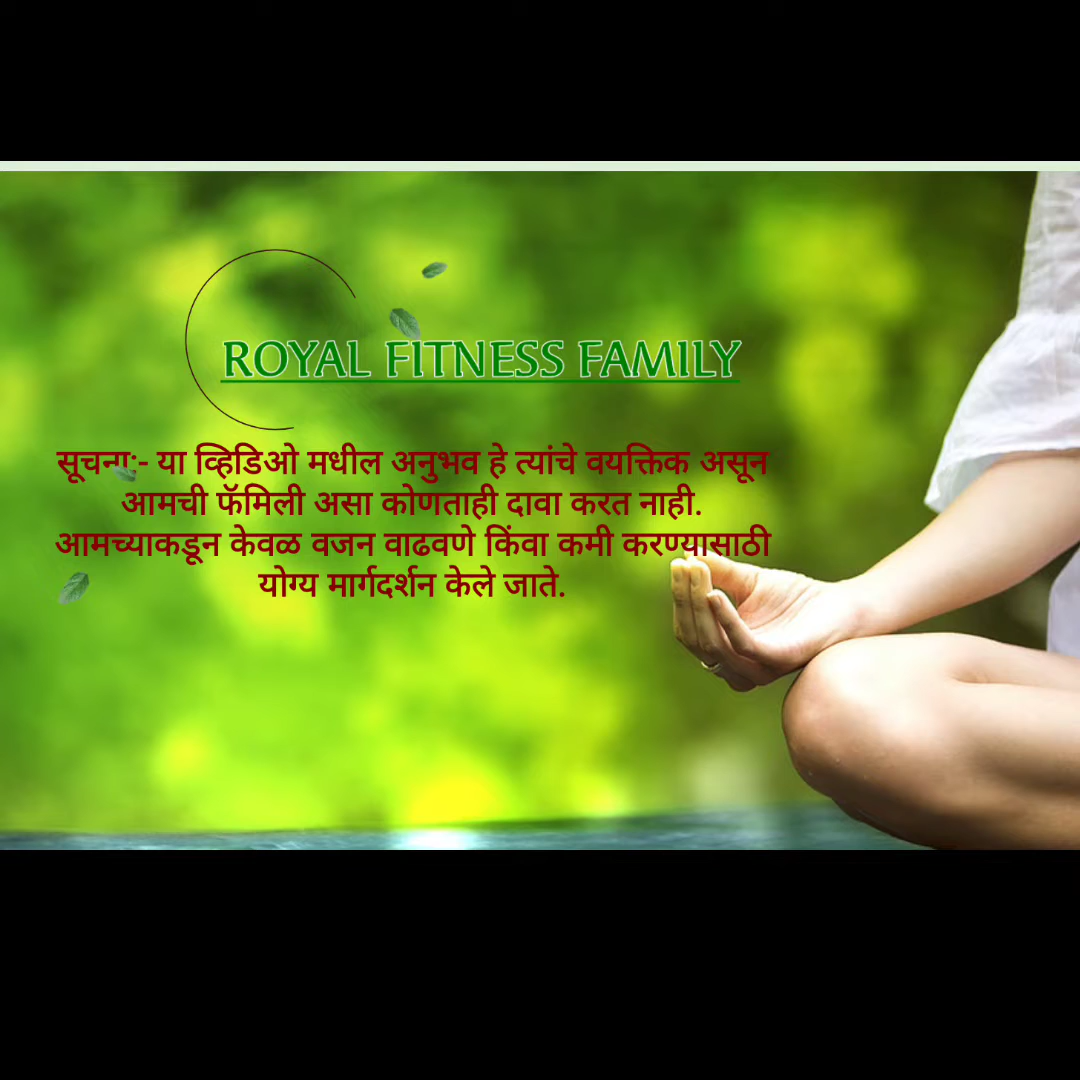 ROYAL FITNESS FAMILY
सूचनाः- या व्हिडिओ मधील अनुभव हे त्यांचे वयक्तिक असून
आमची फॅमिली असा कोणताही दावा करत नाही.
आमच्याकडून केवळ वजन वाढवणे किंवा कमी करण्यासाठी
योग्य मार्गदर्शन केले जाते.